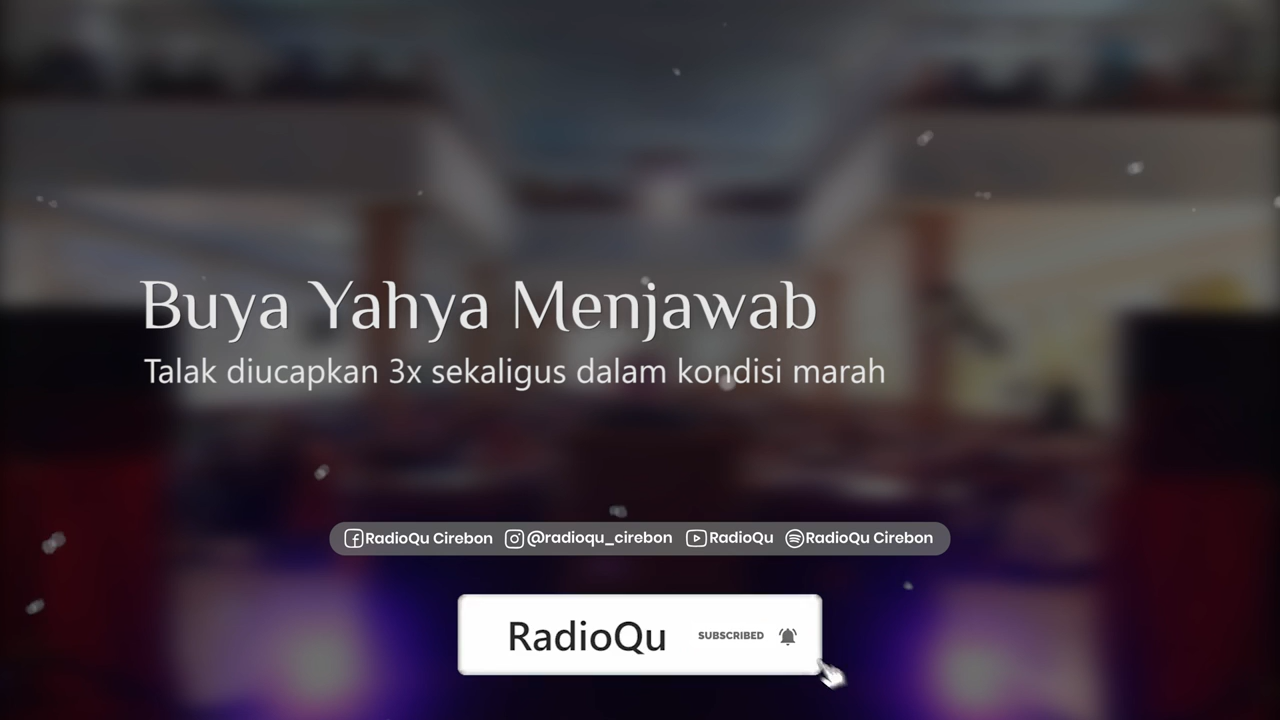 Buya Yahya Menjawab
Talak diucapkan 3x sekaligus dalam kondisi marah
RadioQu Cirebon @radioqu_cirebon RadioQu RadioQu Cirebon
RadioQu SUBSCRIBED